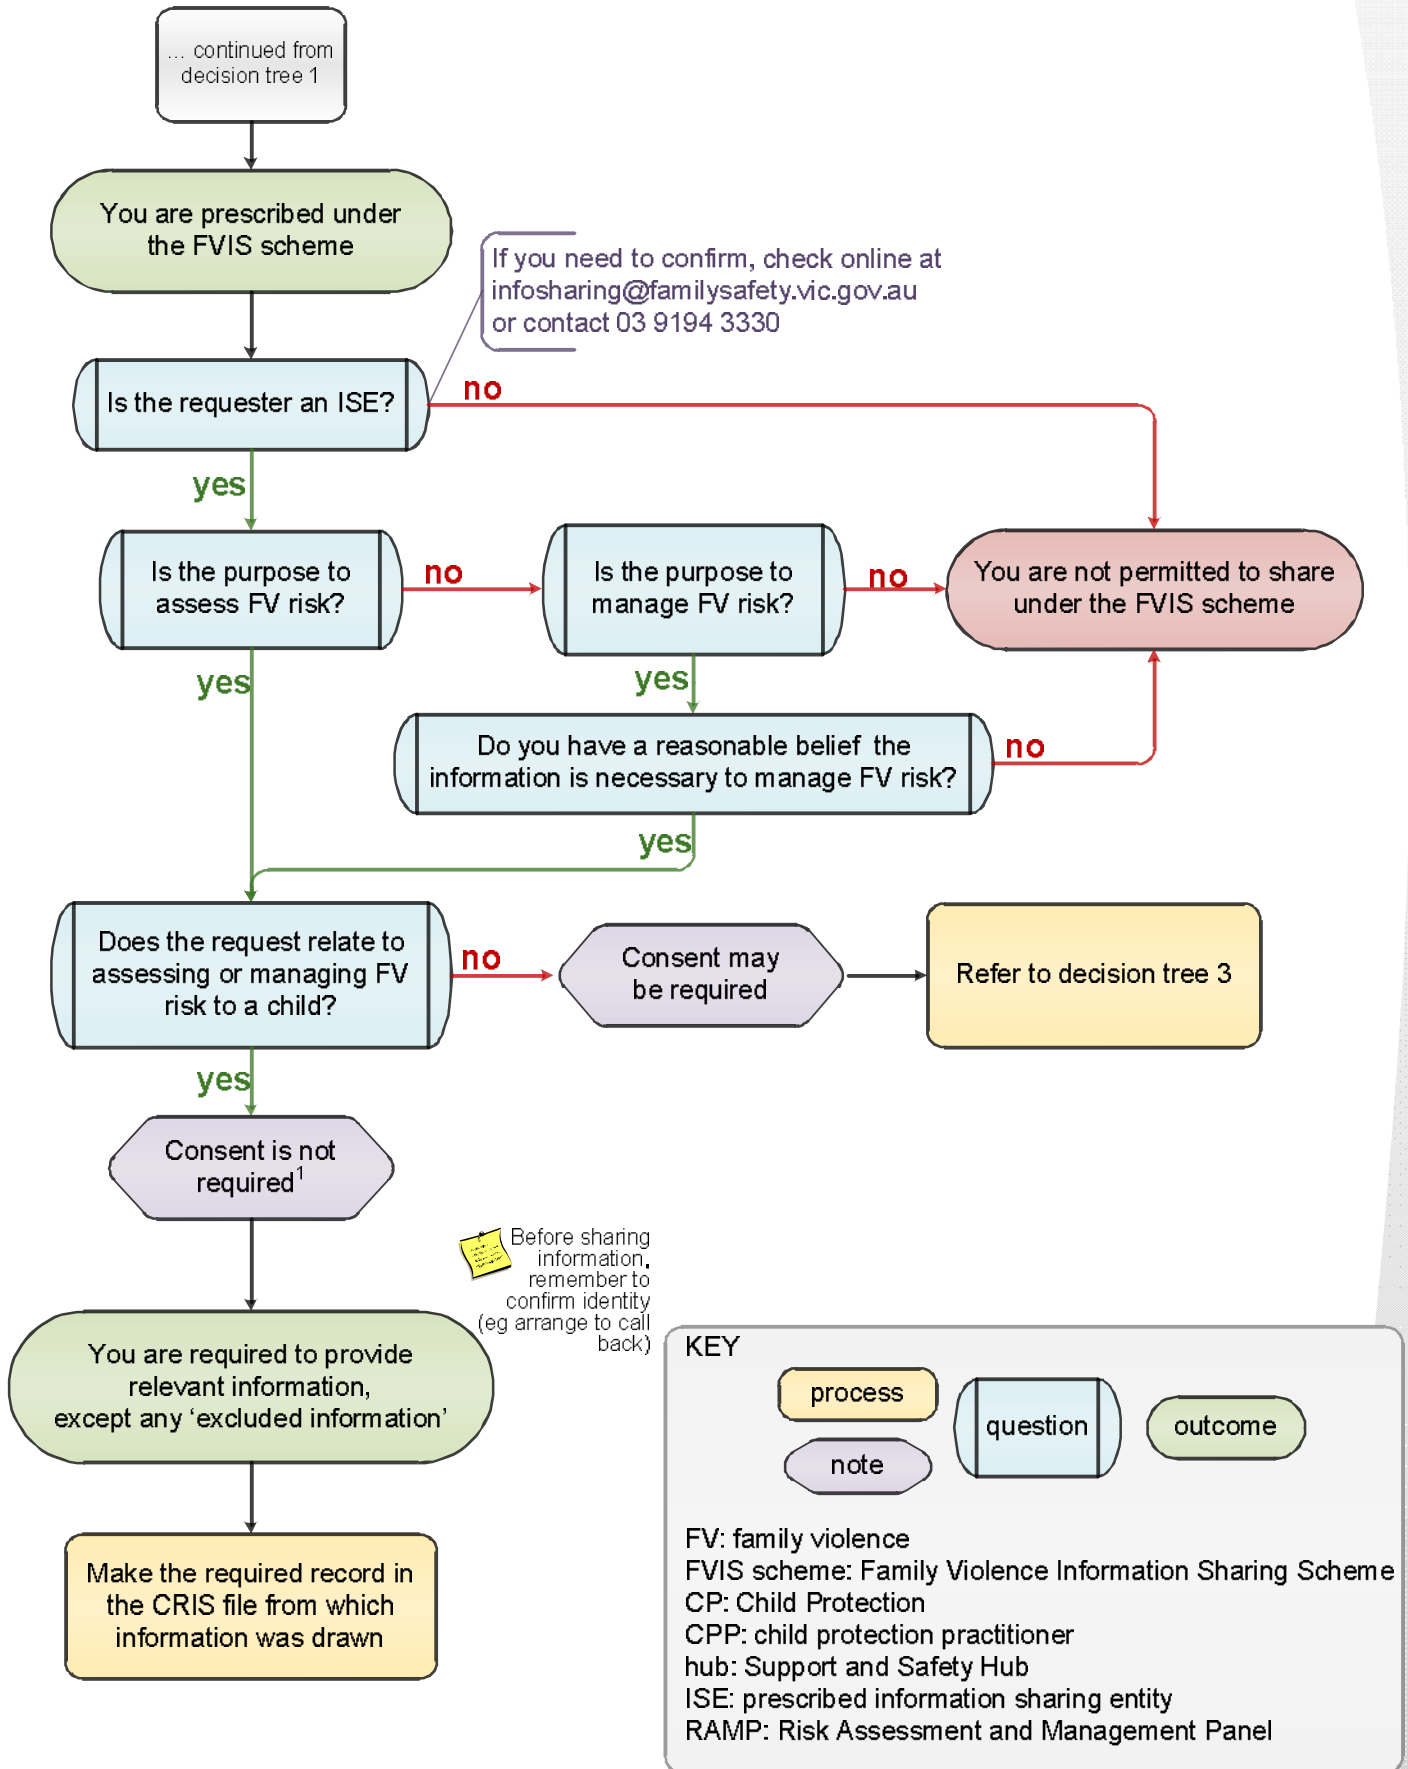 ... continued from
decision tree 1
You are prescribed under
the FVIS scheme
If you need to confirm, check online at
infosharing@familysafety.vic.gov.au
or contact 03 9194 3330
Is the requester an ISE?
no
yes
Is the purpose to
assess FV risk?
no
Is the purpose to
manage FV risk?
no
You are not permitted to share
under the FVIS scheme
yes
yes
Do you have a reasonable belief the
information is necessary to manage FV risk?
no
yes
Does the request relate to
assessing or managing FV
risk to a child?
no
Consent may
be required
Refer to decision tree 3
yes
Consent is not
required¹
Before sharing
information,
remember to
confirm identity
(eg arrange to call
back)
You are required to provide
relevant information,
except any ‘excluded information’
Make the required record in
the CRIS file from which
information was drawn
KEY
process
question
outcome
note
FV: family violence
FVIS scheme: Family Violence Information Sharing Scheme
CP: Child Protection
CPP: child protection practitioner
hub: Support and Safety Hub
ISE: prescribed information sharing entity
RAMP: Risk Assessment and Management Panel